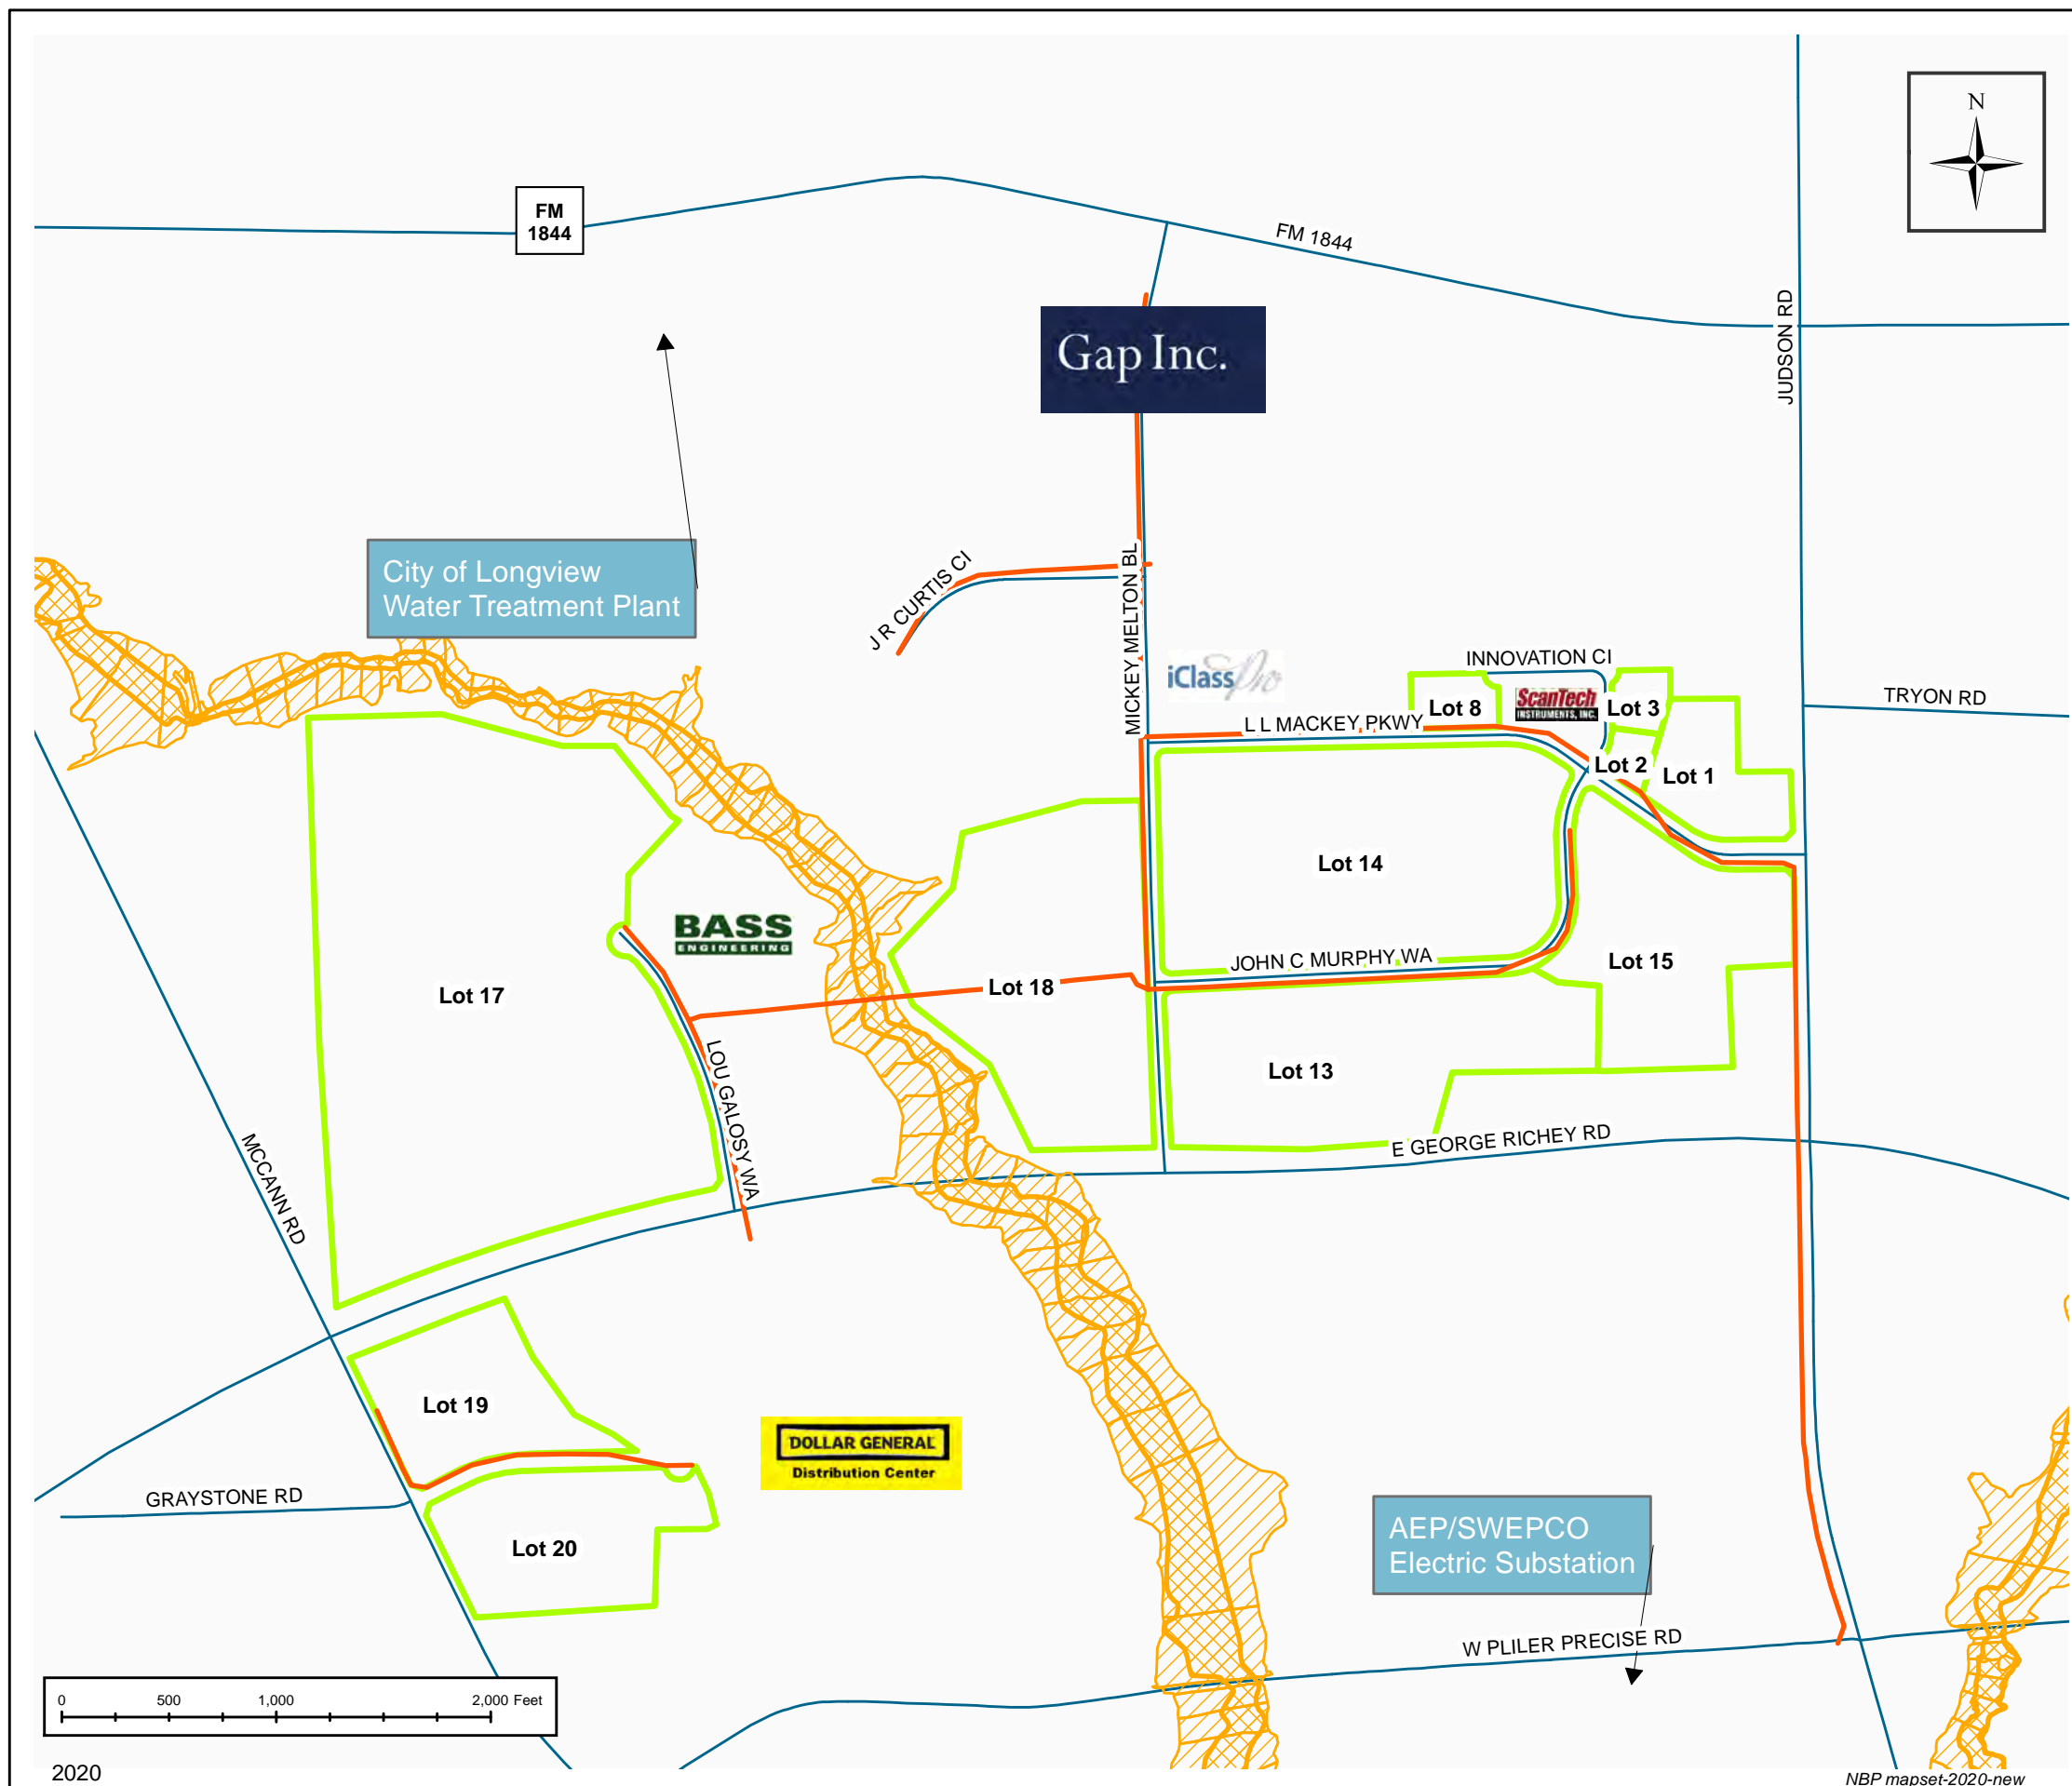 N
FM
1844
FM 1844
JUDSON RD
Gap Inc.
City of Longview
Water Treatment Plant
J R CURTIS CI
MICKEY MELTON BL
iClassPro
INNOVATION CI
TRYON RD
Lot 8
ScanTech
INSTRUMENTS, INC.
Lot 3
L L MACKEY PKWY
Lot 2
Lot 1
Lot 14
BASS
ENGINEERING
JOHN C MURPHY WA
Lot 15
Lot 17
Lot 18
LOU GALOSY WA
Lot 13
MCCANN RD
E GEORGE RICHEY RD
Lot 19
DOLLAR GENERAL
Distribution Center
GRAYSTONE RD
Lot 20
AEP/SWEPCO
Electric Substation
W PLILER PRECISE RD
0 500 1,000 2,000 Feet
2020
NBP mapset-2020-new